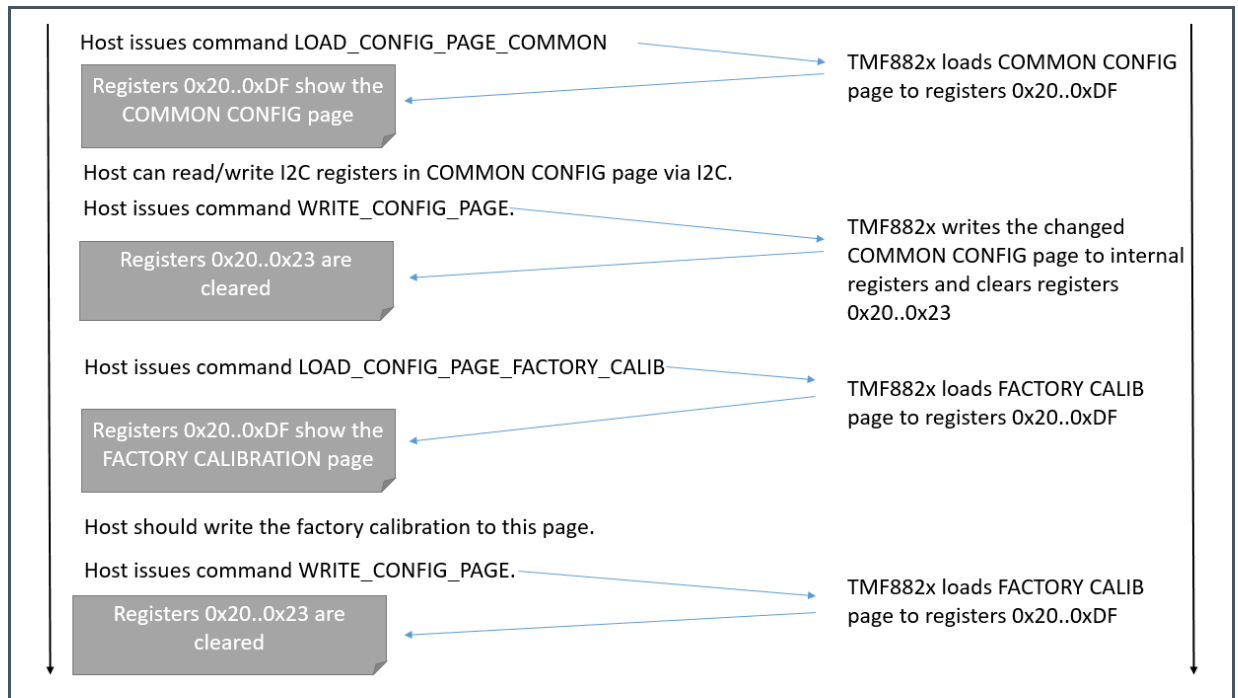 Host issues command LOAD_CONFIG_PAGE_COMMON
TMF882x loads COMMON CONFIG
page to registers 0x20..0xDF
Registers 0x20..0xDF show the
COMMON CONFIG page
Host can read/write I2C registers in COMMON CONFIG page via I2C.
Host issues command WRITE_CONFIG_PAGE.
TMF882x writes the changed
COMMON CONFIG page to internal
registers and clears registers
0x20..0x23
Registers 0x20..0x23 are
cleared
Host issues command LOAD_CONFIG_PAGE_FACTORY_CALIB
TMF882x loads FACTORY CALIB
page to registers 0x20..0xDF
Registers 0x20..0xDF show the
FACTORY CALIBRATION page
Host should write the factory calibration to this page.
Host issues command WRITE_CONFIG_PAGE.
TMF882x loads FACTORY CALIB
page to registers 0x20..0xDF
Registers 0x20..0x23 are
cleared